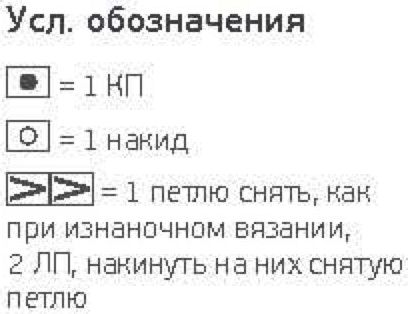 Усл. обозначения
= 1 КП
= 1 накид
= 1 петлю снять, как
при изнаночном вязании,
2 ЛП, накинуть на них снятую
петлю